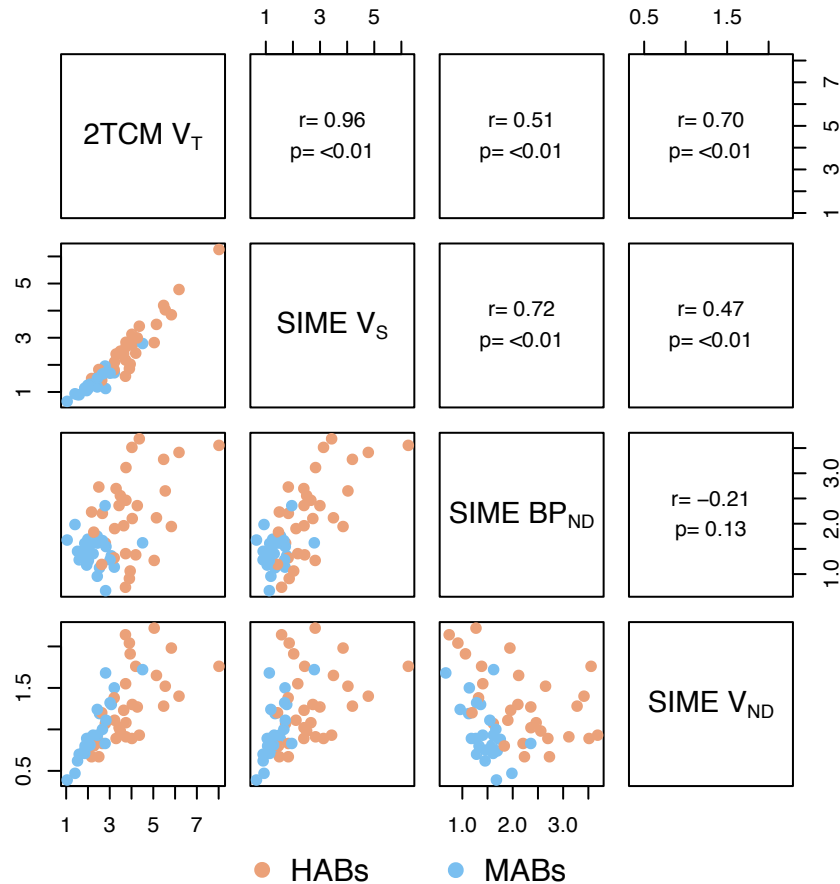 1 5 0.5 1.5
2TCM V_T r= 0.96 r= 0.51 r= 0.70 7
p= <0.01 p= <0.01 p= <0.01 5
3
1
5 SIME V_S r= 0.72 r= 0.47
3 p= <0.01 p= <0.01
1
SIME BP_ND r= −0.21 3.0
p= 0.13 2.0
1.0
1.5 SIME V_ND
0.5
1 3 5 7 1.0 2.0 3.0
HABs MABs